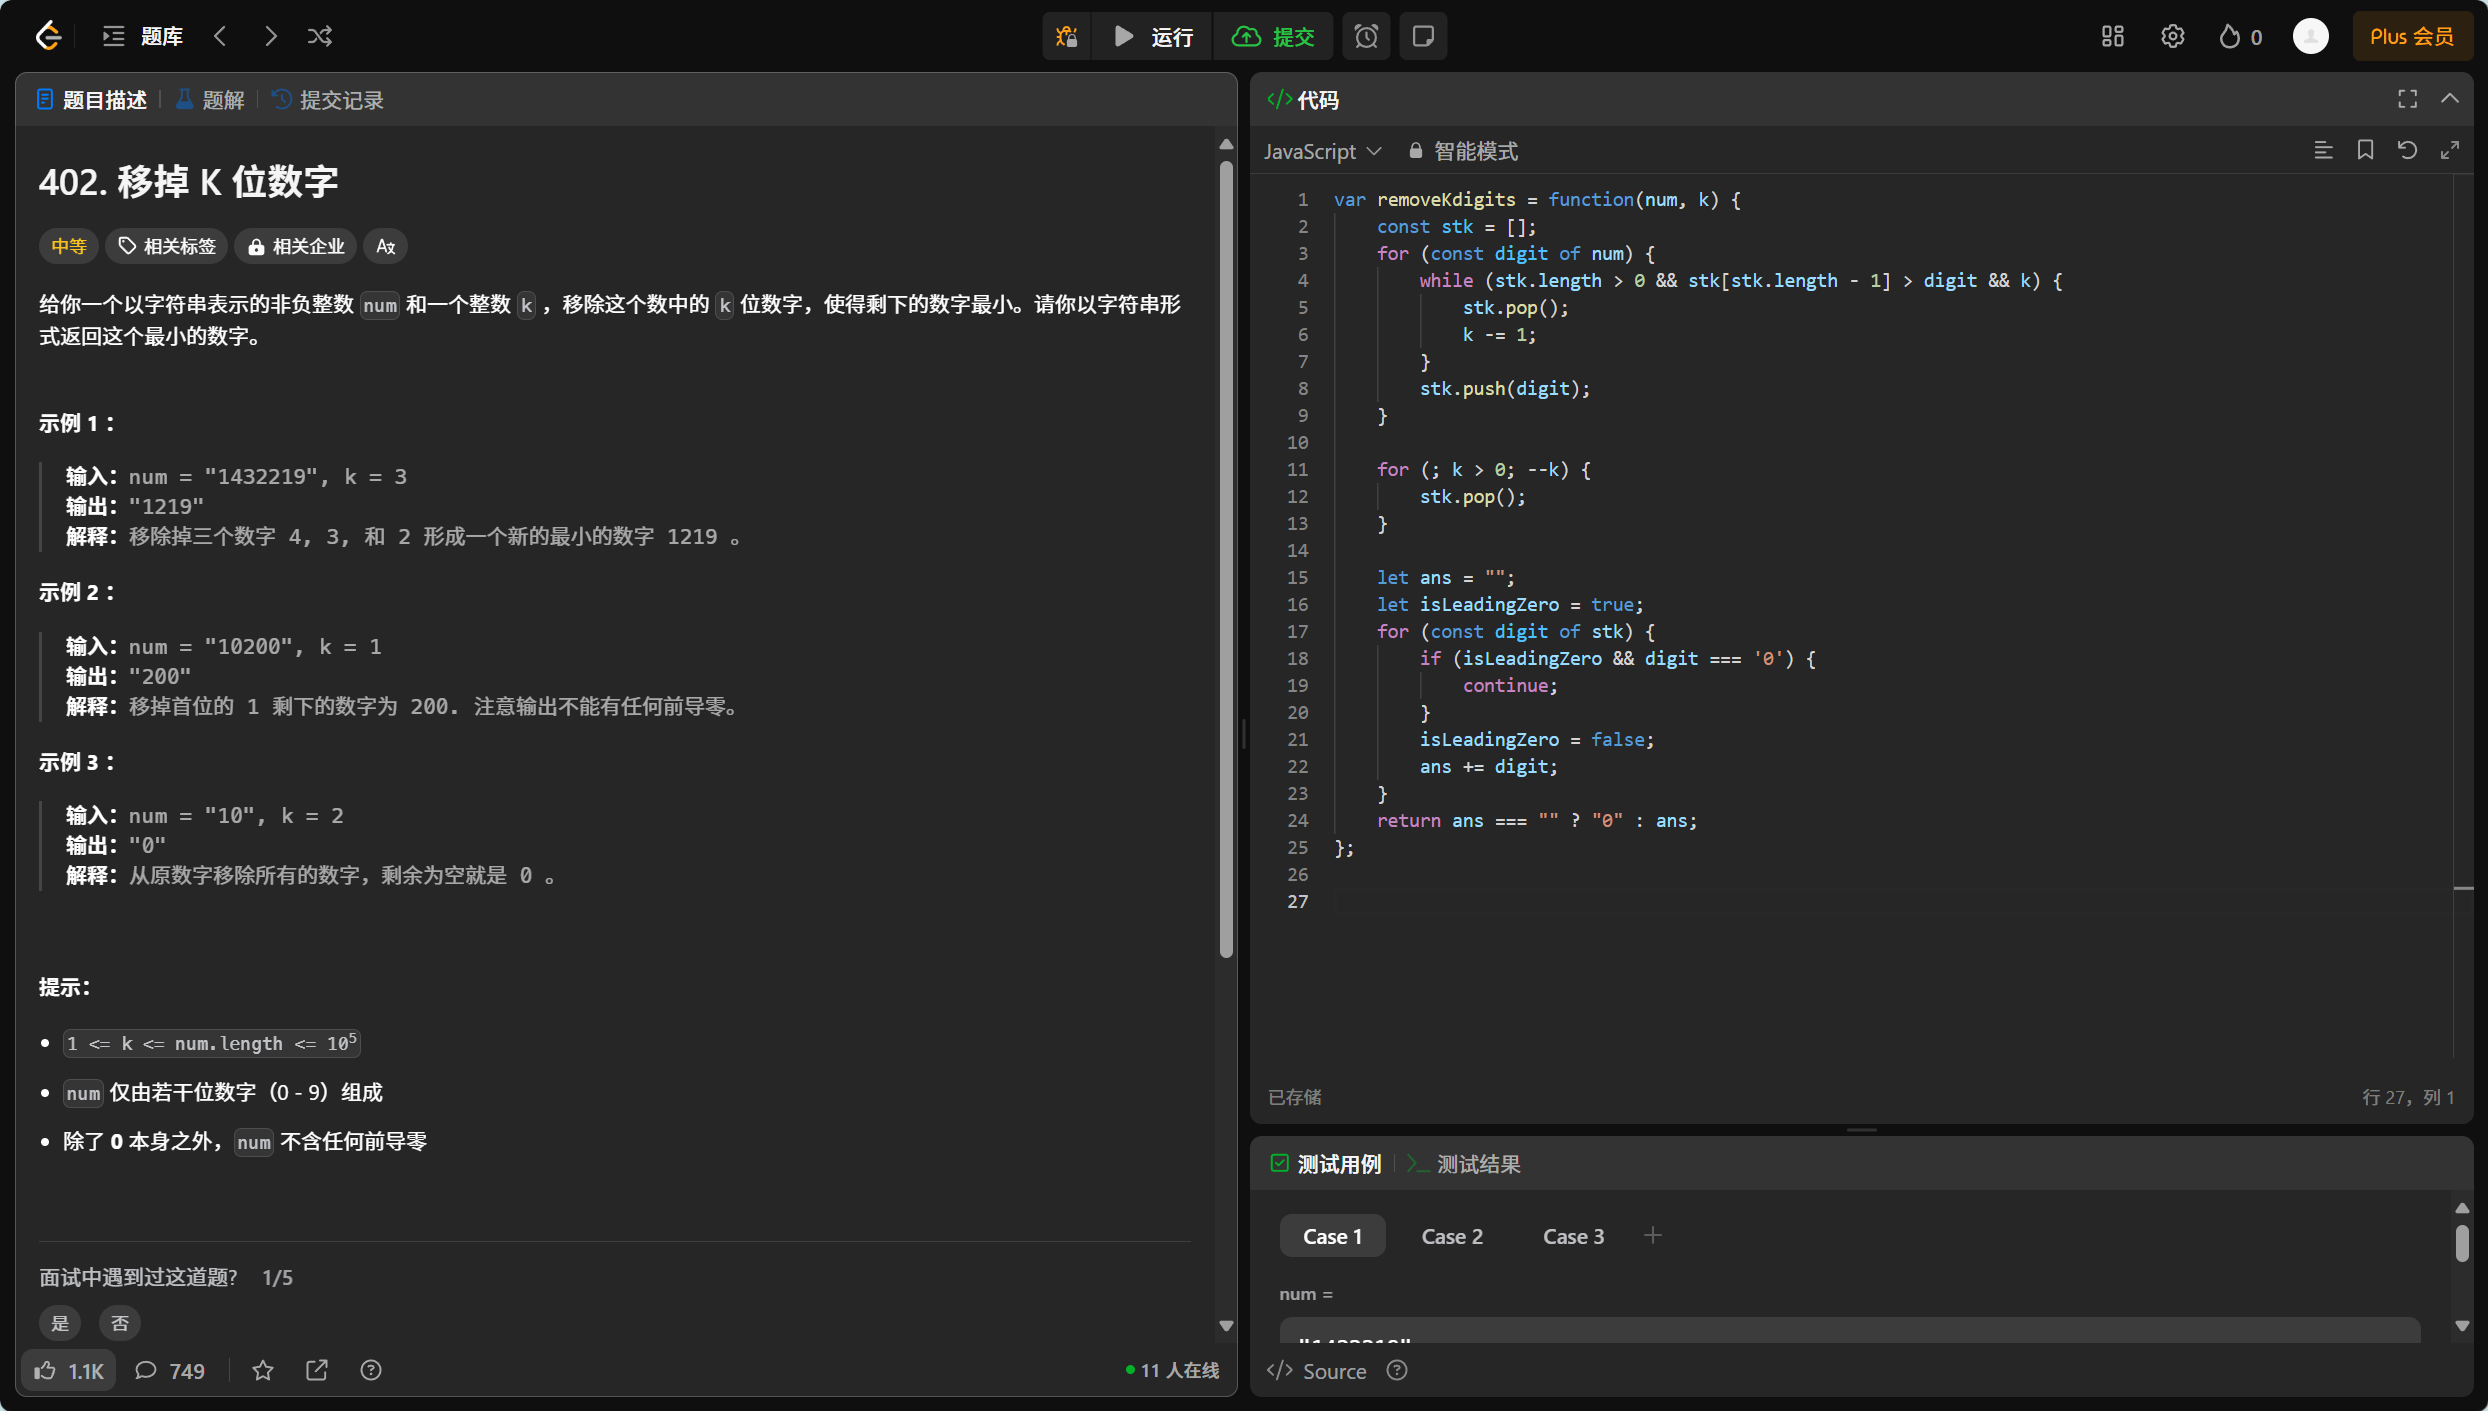 题库
运行
提交
0
Plus 会员
题目描述 | 题解 | 提交记录
402. 移掉 K 位数字
中等 相关标签 相关企业
给你一个以字符串表示的非负整数 num 和一个整数 k ，移除这个数中的 k 位数字，使得剩下的数字最小。请你以字符串形
式返回这个最小的数字。
示例 1 ：
输入：num = "1432219", k = 3
输出："1219"
解释：移除掉三个数字 4, 3, 和 2 形成一个新的最小的数字 1219 。
示例 2 ：
输入：num = "10200", k = 1
输出："200"
解释：移掉首位的 1 剩下的数字为 200. 注意输出不能有任何前导零。
示例 3 ：
输入：num = "10", k = 2
输出："0"
解释：从原数字移除所有的数字，剩余为空就是 0 。
提示：
• 1 <= k <= num.length <= 10⁵
• num 仅由若干位数字（0 - 9）组成
• 除了 0 本身之外，num 不含任何前导零
面试中遇到过这道题? 1/5
是 否
1.1K 749
11 人在线
</>代码
JavaScript 智能模式
1 var removeKdigits = function(num, k) {
2     const stk = [];
3     for (const digit of num) {
4         while (stk.length > 0 && stk[stk.length - 1] > digit && k) {
5             stk.pop();
6             k -= 1;
7         }
8         stk.push(digit);
9     }
10
11     for (; k > 0; --k) {
12         stk.pop();
13     }
14
15     let ans = "";
16     let isLeadingZero = true;
17     for (const digit of stk) {
18         if (isLeadingZero && digit === '0') {
19             continue;
20         }
21         isLeadingZero = false;
22         ans += digit;
23     }
24     return ans === "" ? "0" : ans;
25 };
26
27
已存储
行 27，列 1
测试用例 | 测试结果
Case 1 Case 2 Case 3 +
num =
"1432219"
</> Source